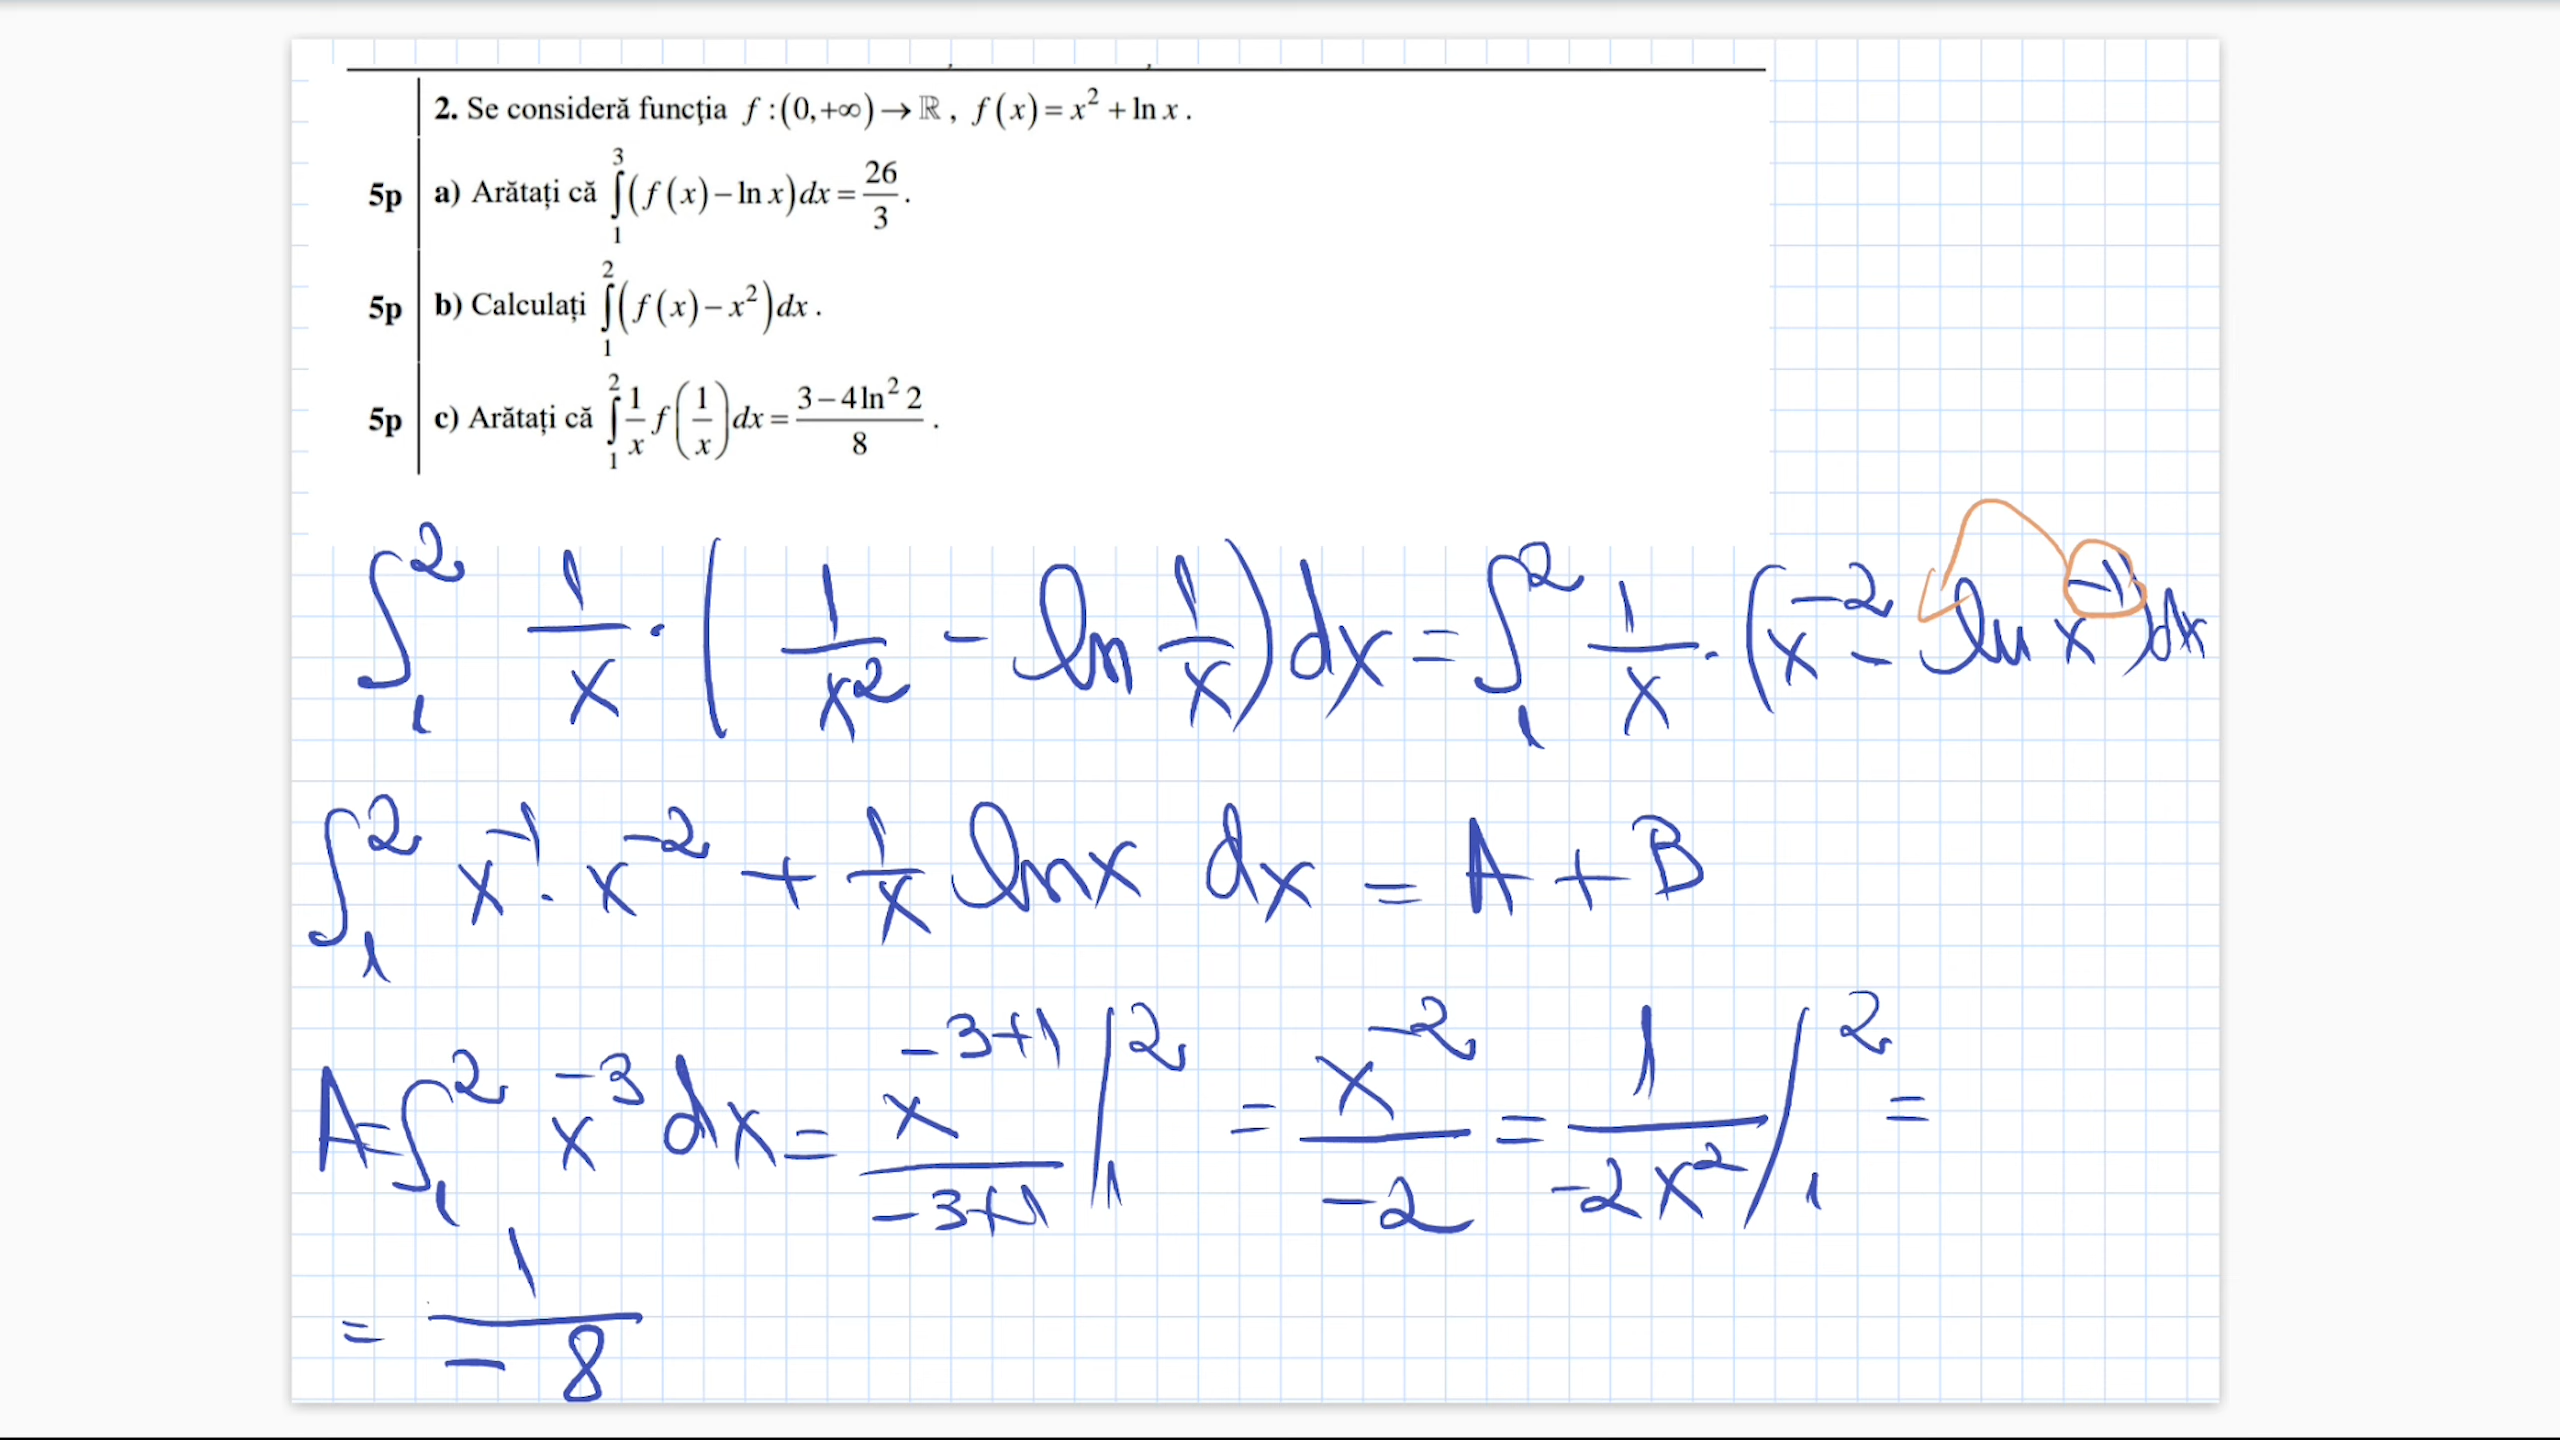 2. Se consideră funcţia f : (0,+∞) → ℝ , f(x) = x² + ln x .
5p a) Arătați că ∫₁³ (f(x) − ln x) dx = 26/3 .
5p b) Calculați ∫₁² (f(x) − x²) dx .
5p c) Arătați că ∫₁² 1/x f(1/x) dx = (3 − 4 ln² 2)/8 .
∫₁² 1/x · (1/x² − ln 1/x) dx = ∫₁² 1/x · (x⁻² − ln x⁻¹) dx
∫₁² x⁻¹ · x⁻² + 1/x ln x dx = A + B
A = ∫₁² x⁻³ dx = x⁻³⁺¹/(−3+1) |₁² = x⁻²/−2 = 1/(−2x²) |₁² =
= 1/−8